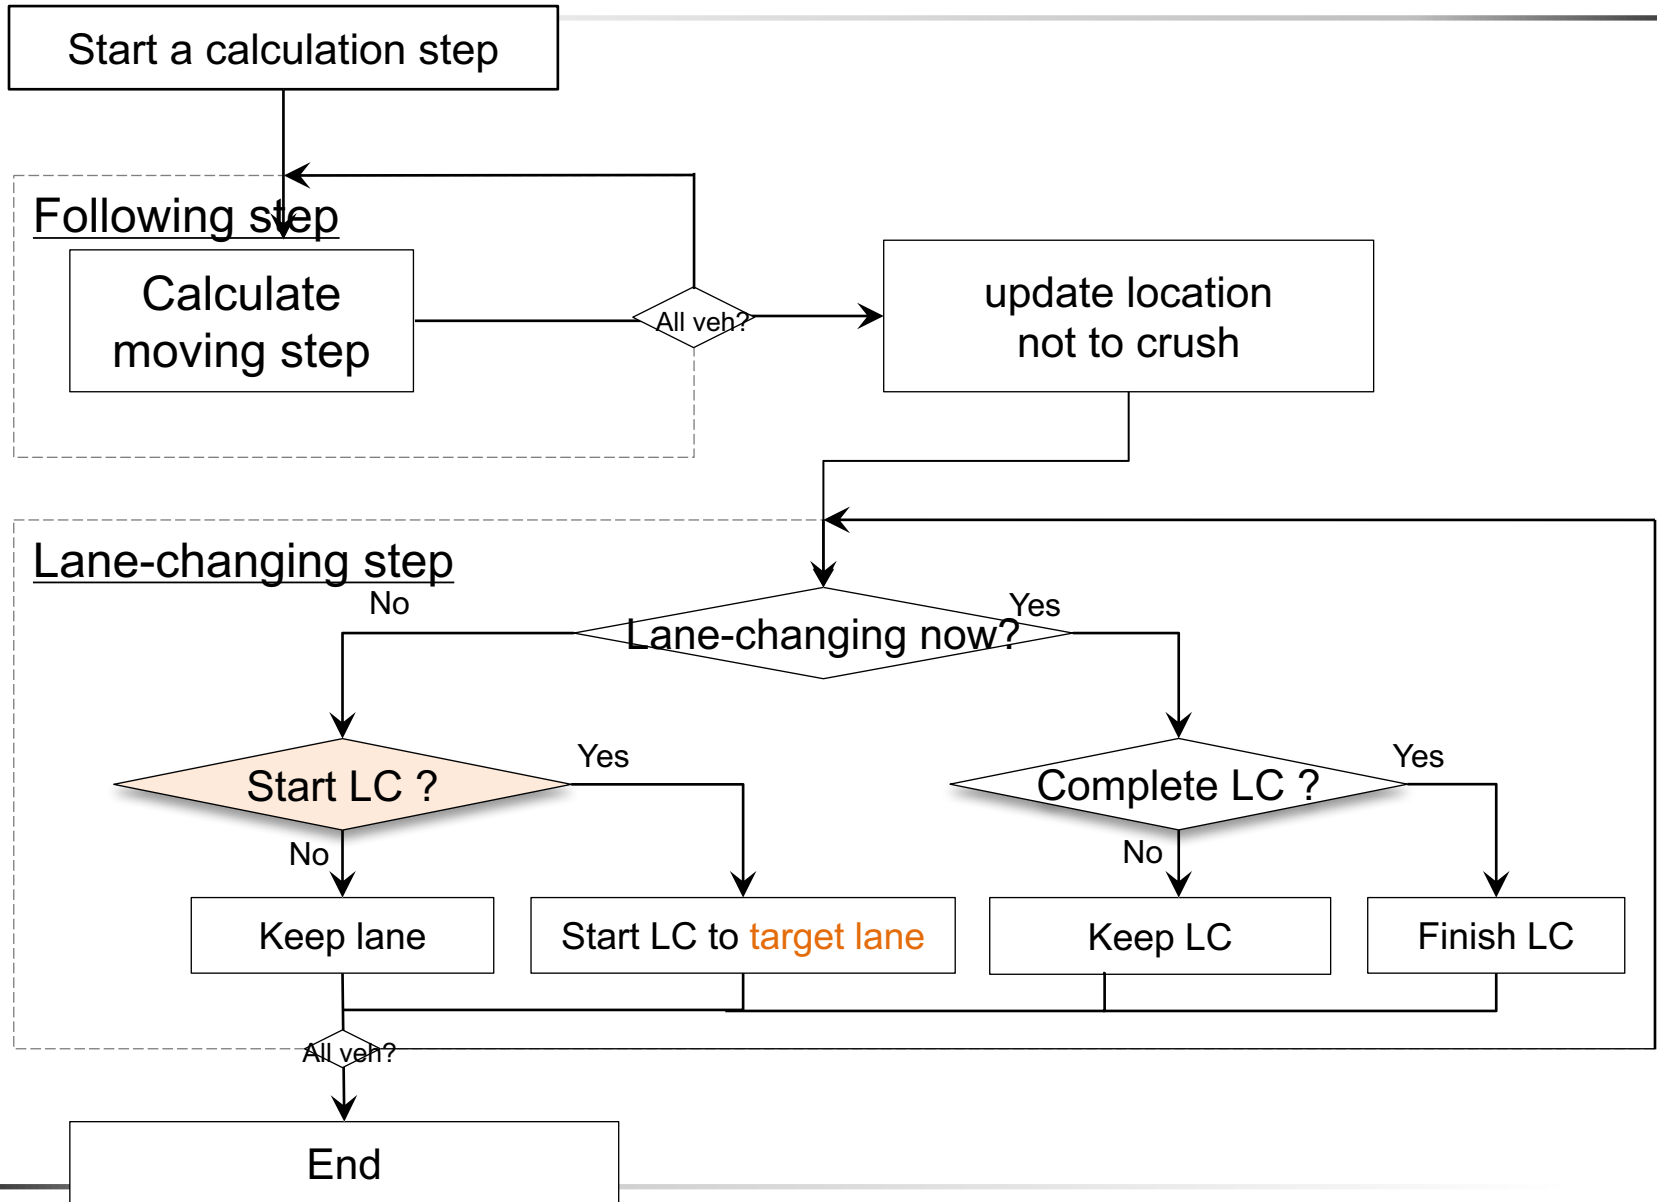 Start a calculation step
Following step
Calculate
moving step
All veh?
update location
not to crush
Lane-changing step
No
Yes
Lane-changing now?
Start LC ?
Yes
Complete LC ?
Yes
No
No
Keep lane
Start LC to target lane
Keep LC
Finish LC
All veh?
End